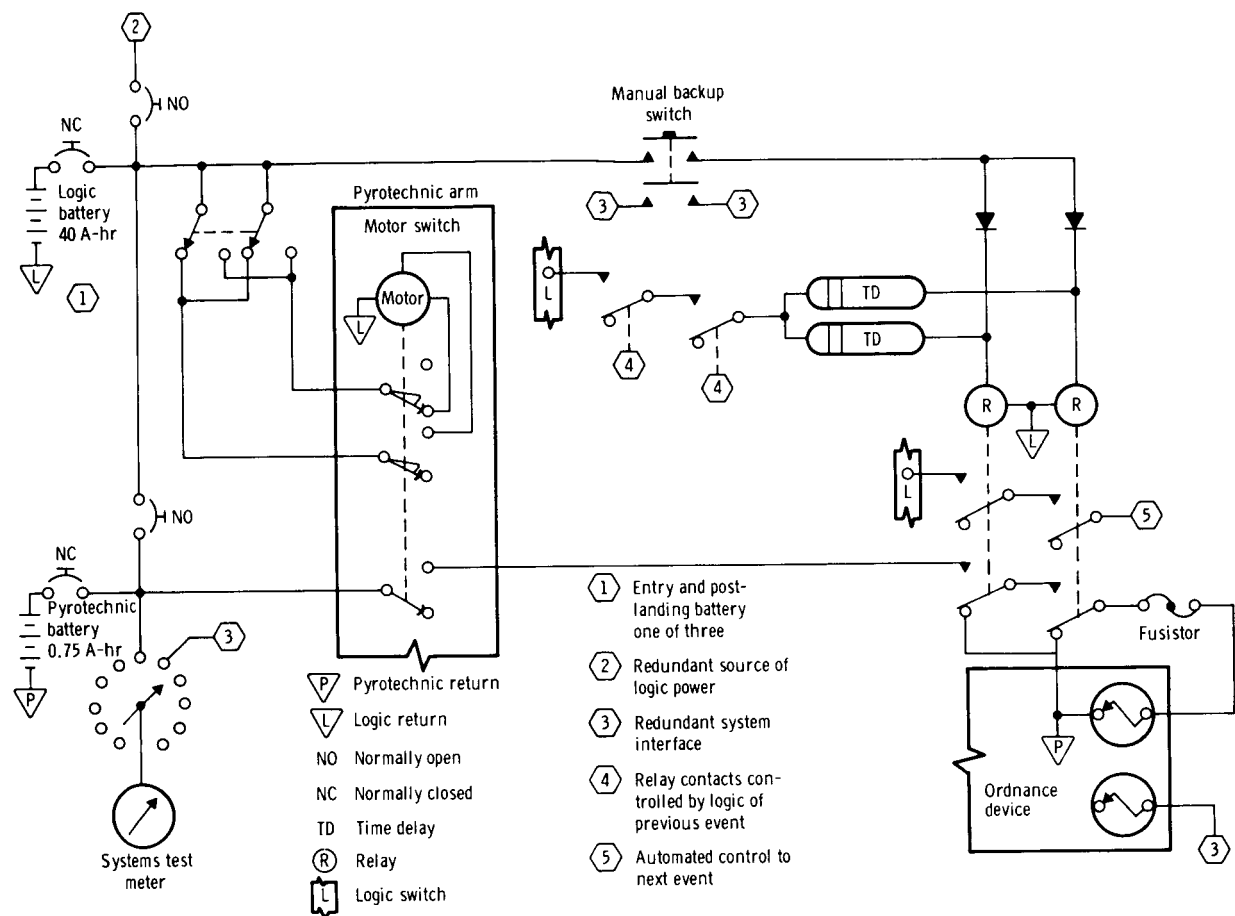 2
NO
NC
Logic
battery
40 A-hr
L
1
Manual backup
switch
3
3
Pyrotechnic arm
Motor switch
Motor
L
L
4
4
TD
TD
R
R
L
L
5
NO
NC
Pyrotechnic
battery
0.75 A-hr
P
3
Systems test
meter
Fusistor
P
Ordnance
device
3
P Pyrotechnic return
L Logic return
NO Normally open
NC Normally closed
TD Time delay
R Relay
L Logic switch
1 Entry and post-
landing battery
one of three
2 Redundant source of
logic power
3 Redundant system
interface
4 Relay contacts con-
trolled by logic of
previous event
5 Automated control to
next event